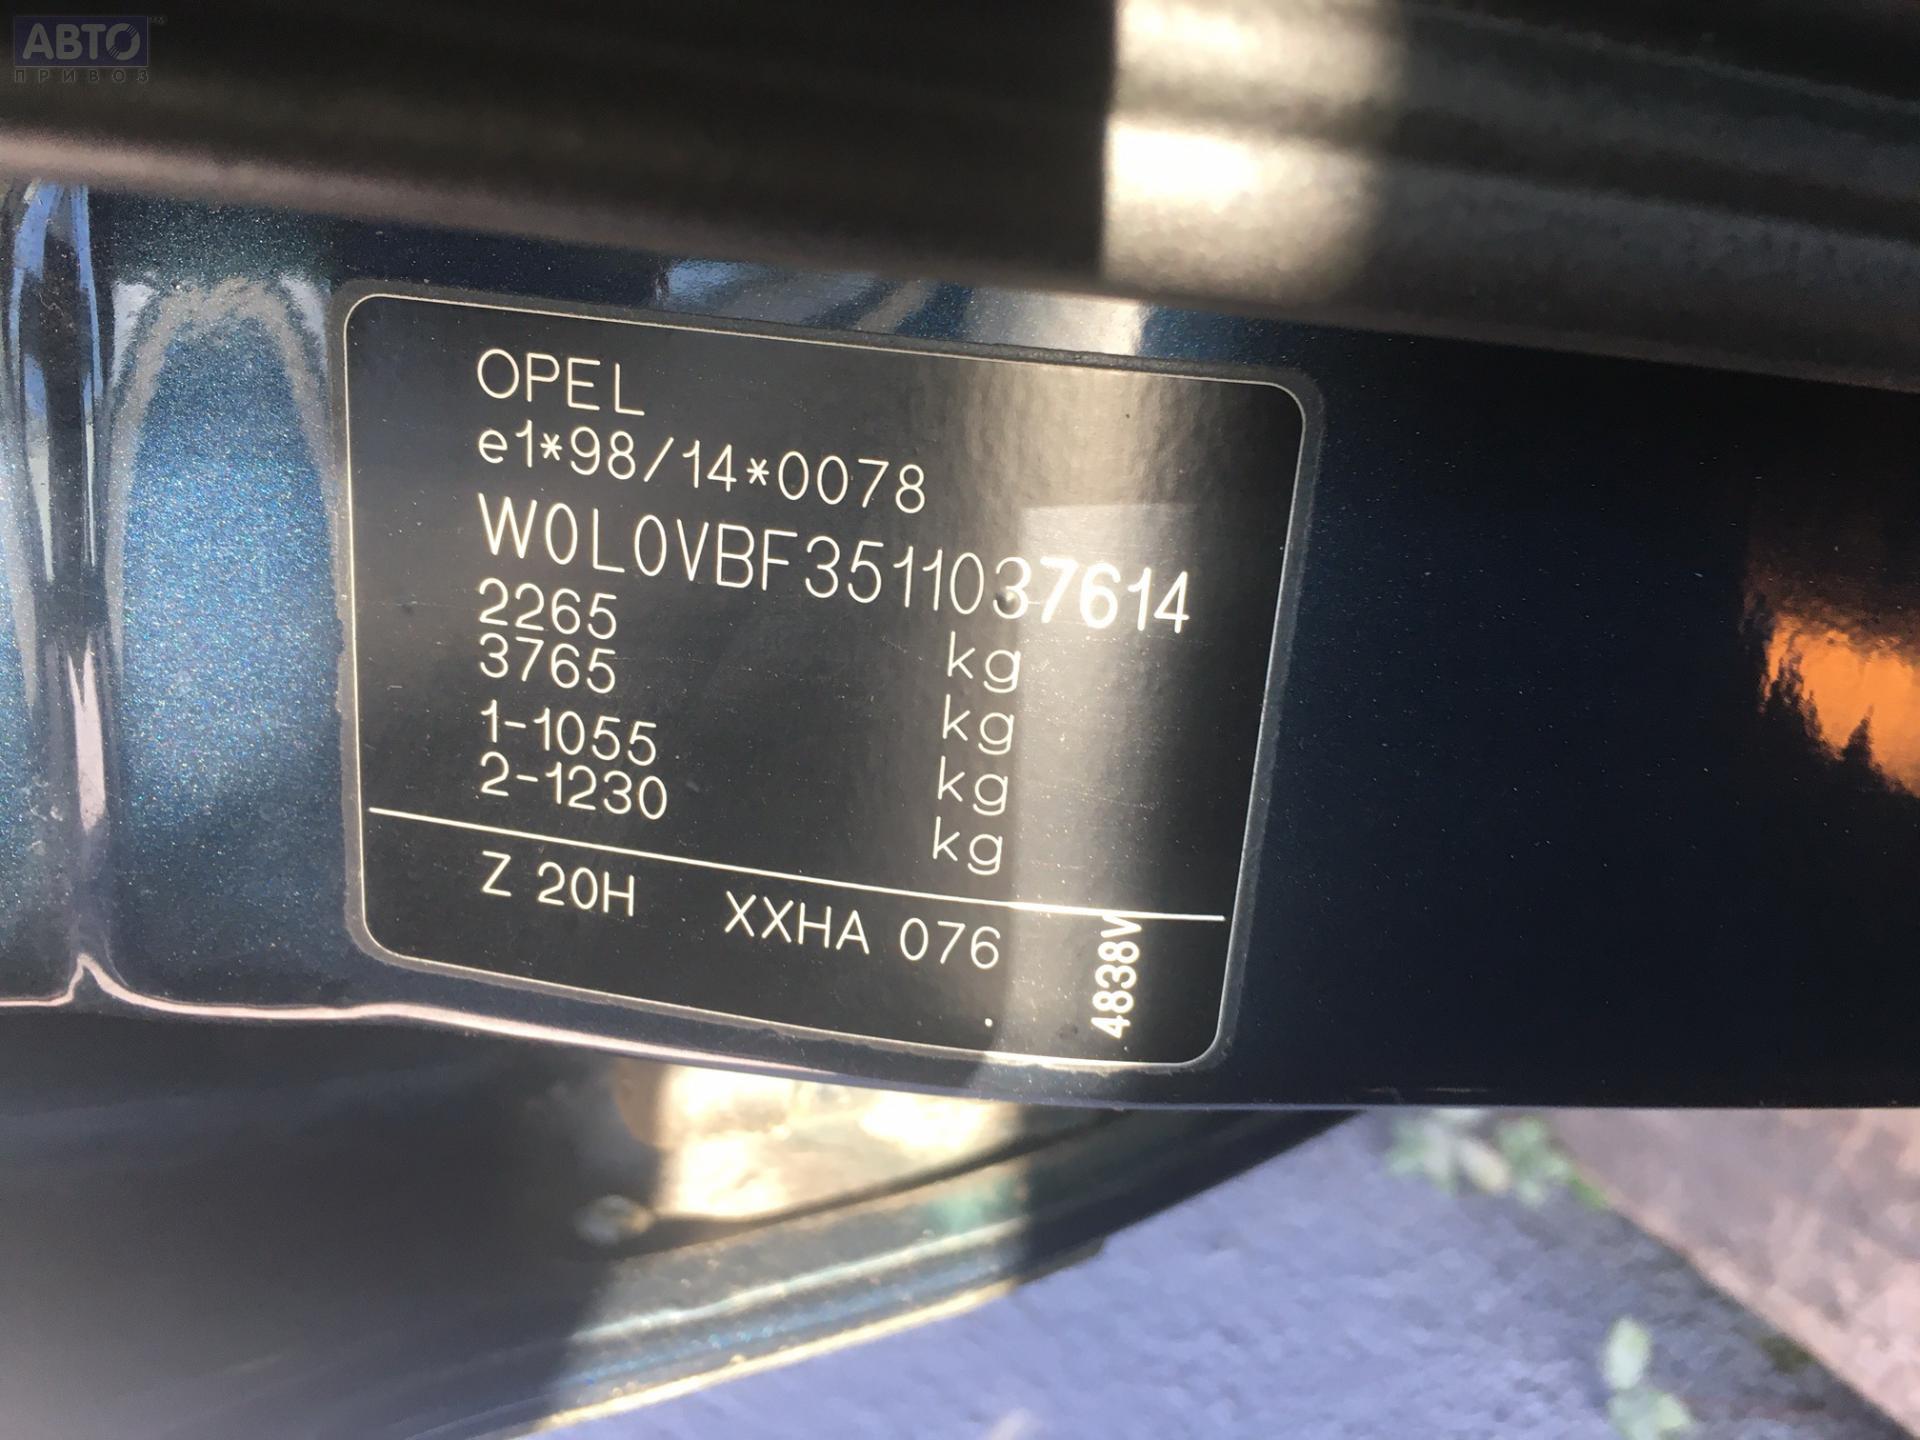 АВТО
ПРИВОЗ
OPEL
e1*98/14*0078
W0L0VBF3511037614
2265 kg
3765 kg
1-1055 kg
2-1230 kg
Z 20H XXHA 076
4838V